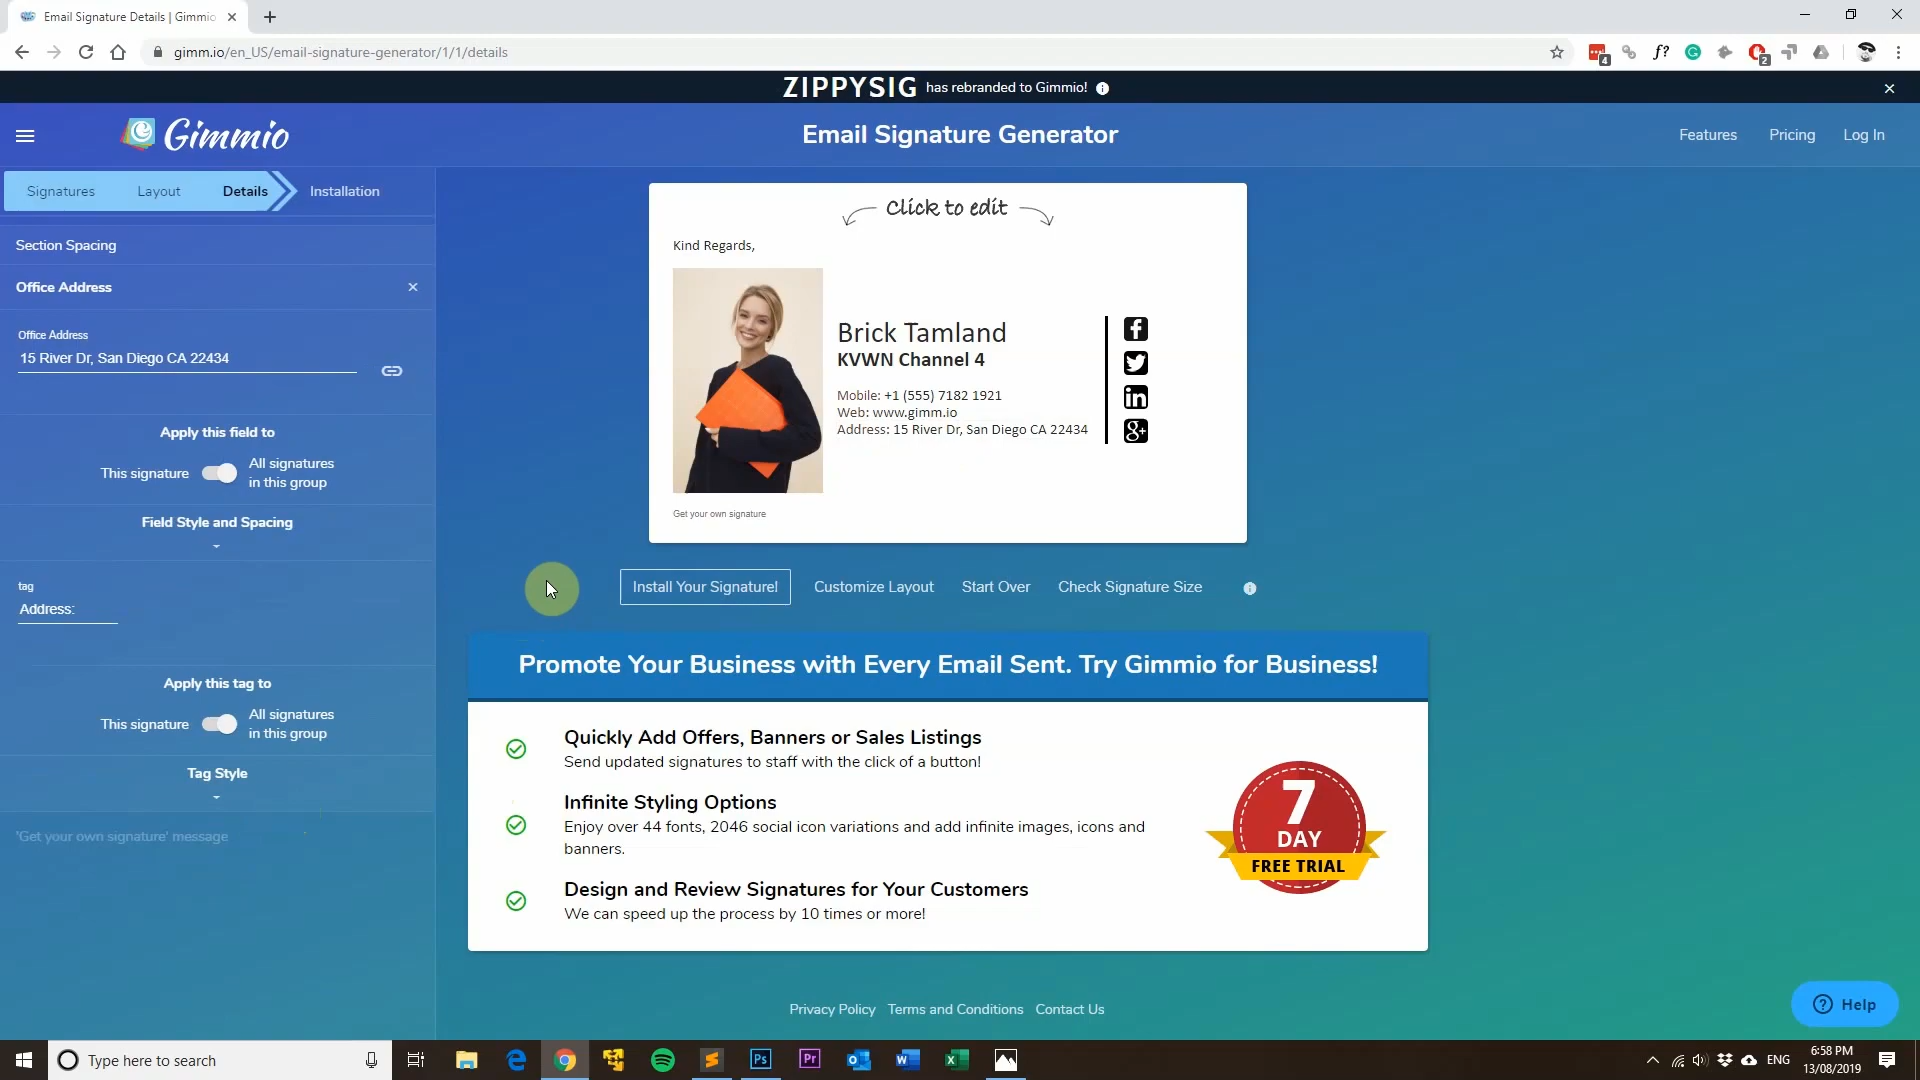 Email Signature Details | Gimmio
gimm.io/en_US/email-signature-generator/1/1/details
4
f?
2
ZIPPYSIG has rebranded to Gimmio!
Gimmio
Email Signature Generator
Features
Pricing
Log In
Signatures
Layout
Details
Installation
Section Spacing
Office Address
Office Address
15 River Dr, San Diego CA 22434
Apply this field to
This signature
All signatures
in this group
Field Style and Spacing
tag
Address:
Apply this tag to
This signature
All signatures
in this group
Tag Style
'Get your own signature' message
Click to edit
Kind Regards,
Brick Tamland
KVWN Channel 4
Mobile: +1 (555) 7182 1921
Web: www.gimm.io
Address: 15 River Dr, San Diego CA 22434
f
in
g+
Get your own signature
Install Your Signature!
Customize Layout
Start Over
Check Signature Size
Promote Your Business with Every Email Sent. Try Gimmio for Business!
Quickly Add Offers, Banners or Sales Listings
Send updated signatures to staff with the click of a button!
Infinite Styling Options
Enjoy over 44 fonts, 2046 social icon variations and add infinite images, icons and
banners.
Design and Review Signatures for Your Customers
We can speed up the process by 10 times or more!
7
DAY
FREE TRIAL
Privacy Policy
Terms and Conditions
Contact Us
Help
Type here to search
Ps
Pr
ENG
6:58 PM
13/08/2019